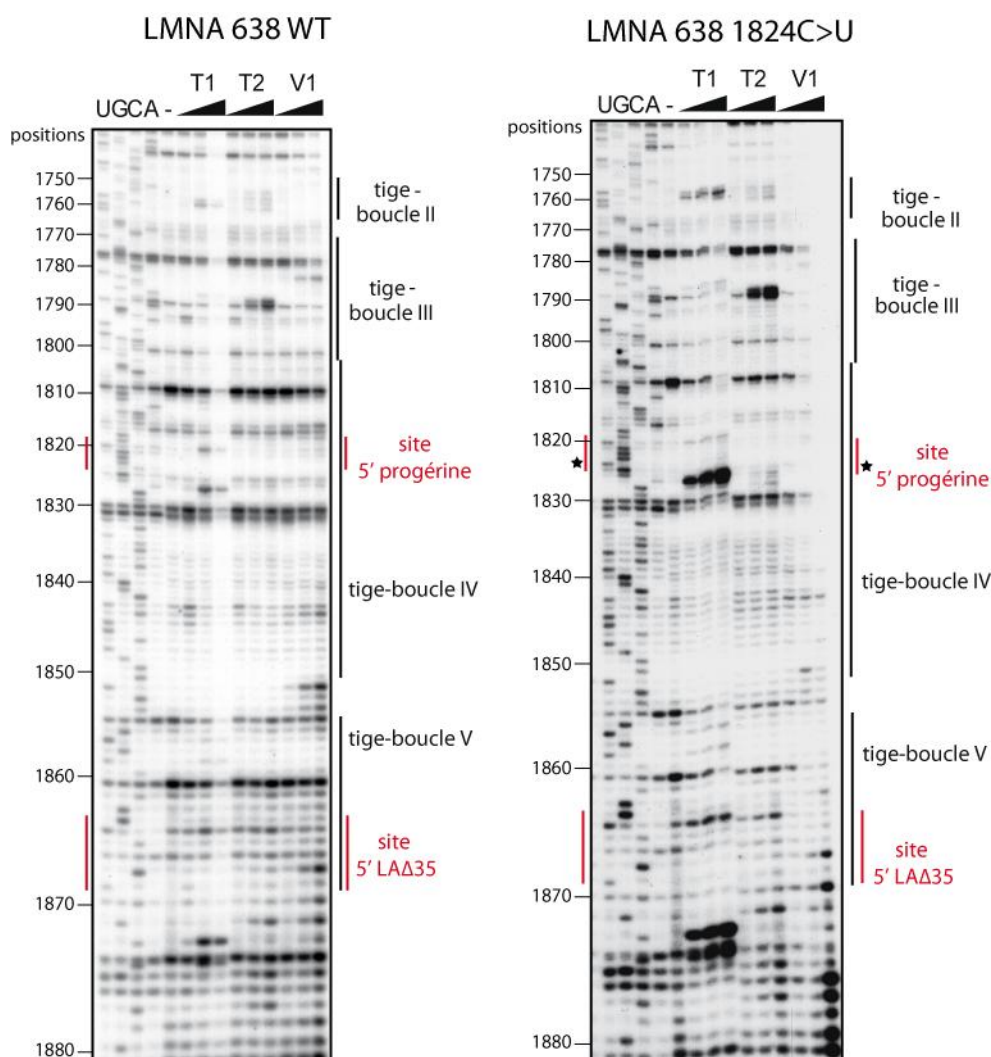 LMNA 638 WT
T1 T2 V1
UGCA -
positions
1750
1760
1770
1780
1790
1800
1810
1820
1830
1840
1850
1860
1870
1880
tige -
boucle II
tige -
boucle III
site
5' progérine
tige-boucle IV
tige-boucle V
site
5' LAΔ35
LMNA 638 1824C>U
T1 T2 V1
UGCA -
positions
1750
1760
1770
1780
1790
1800
1810
1820
1830
1840
1850
1860
1870
1880
tige -
boucle II
tige -
boucle III
site
5' progérine
tige-boucle IV
tige-boucle V
site
5' LAΔ35